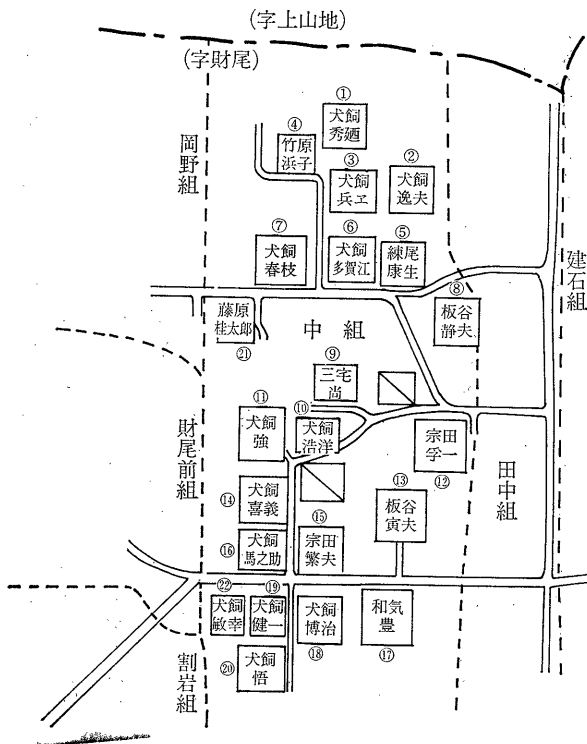 (字上山地)
(字財尾)
岡野組
建石組
中組
財尾前組
田中組
割岩組
①
犬飼
秀廼
④
竹原
浜子
③
犬飼
兵ヱ
②
犬飼
逸夫
⑦
犬飼
春枝
⑥
犬飼
多賀江
⑤
練尾
康生
⑧
板谷
静夫
藤原
桂太郎
㉑
⑨
三宅
尚
⑪
犬飼
強
⑩
犬飼
浩洋
宗田
学一
⑫
⑬
板谷
寅夫
⑭
犬飼
喜義
⑮
宗田
繁夫
⑯
犬飼
馬之助
㉒
犬飼
敏幸
⑲
犬飼
健一
犬飼
博治
⑱
和気
豊
⑰
⑳
犬飼
悟